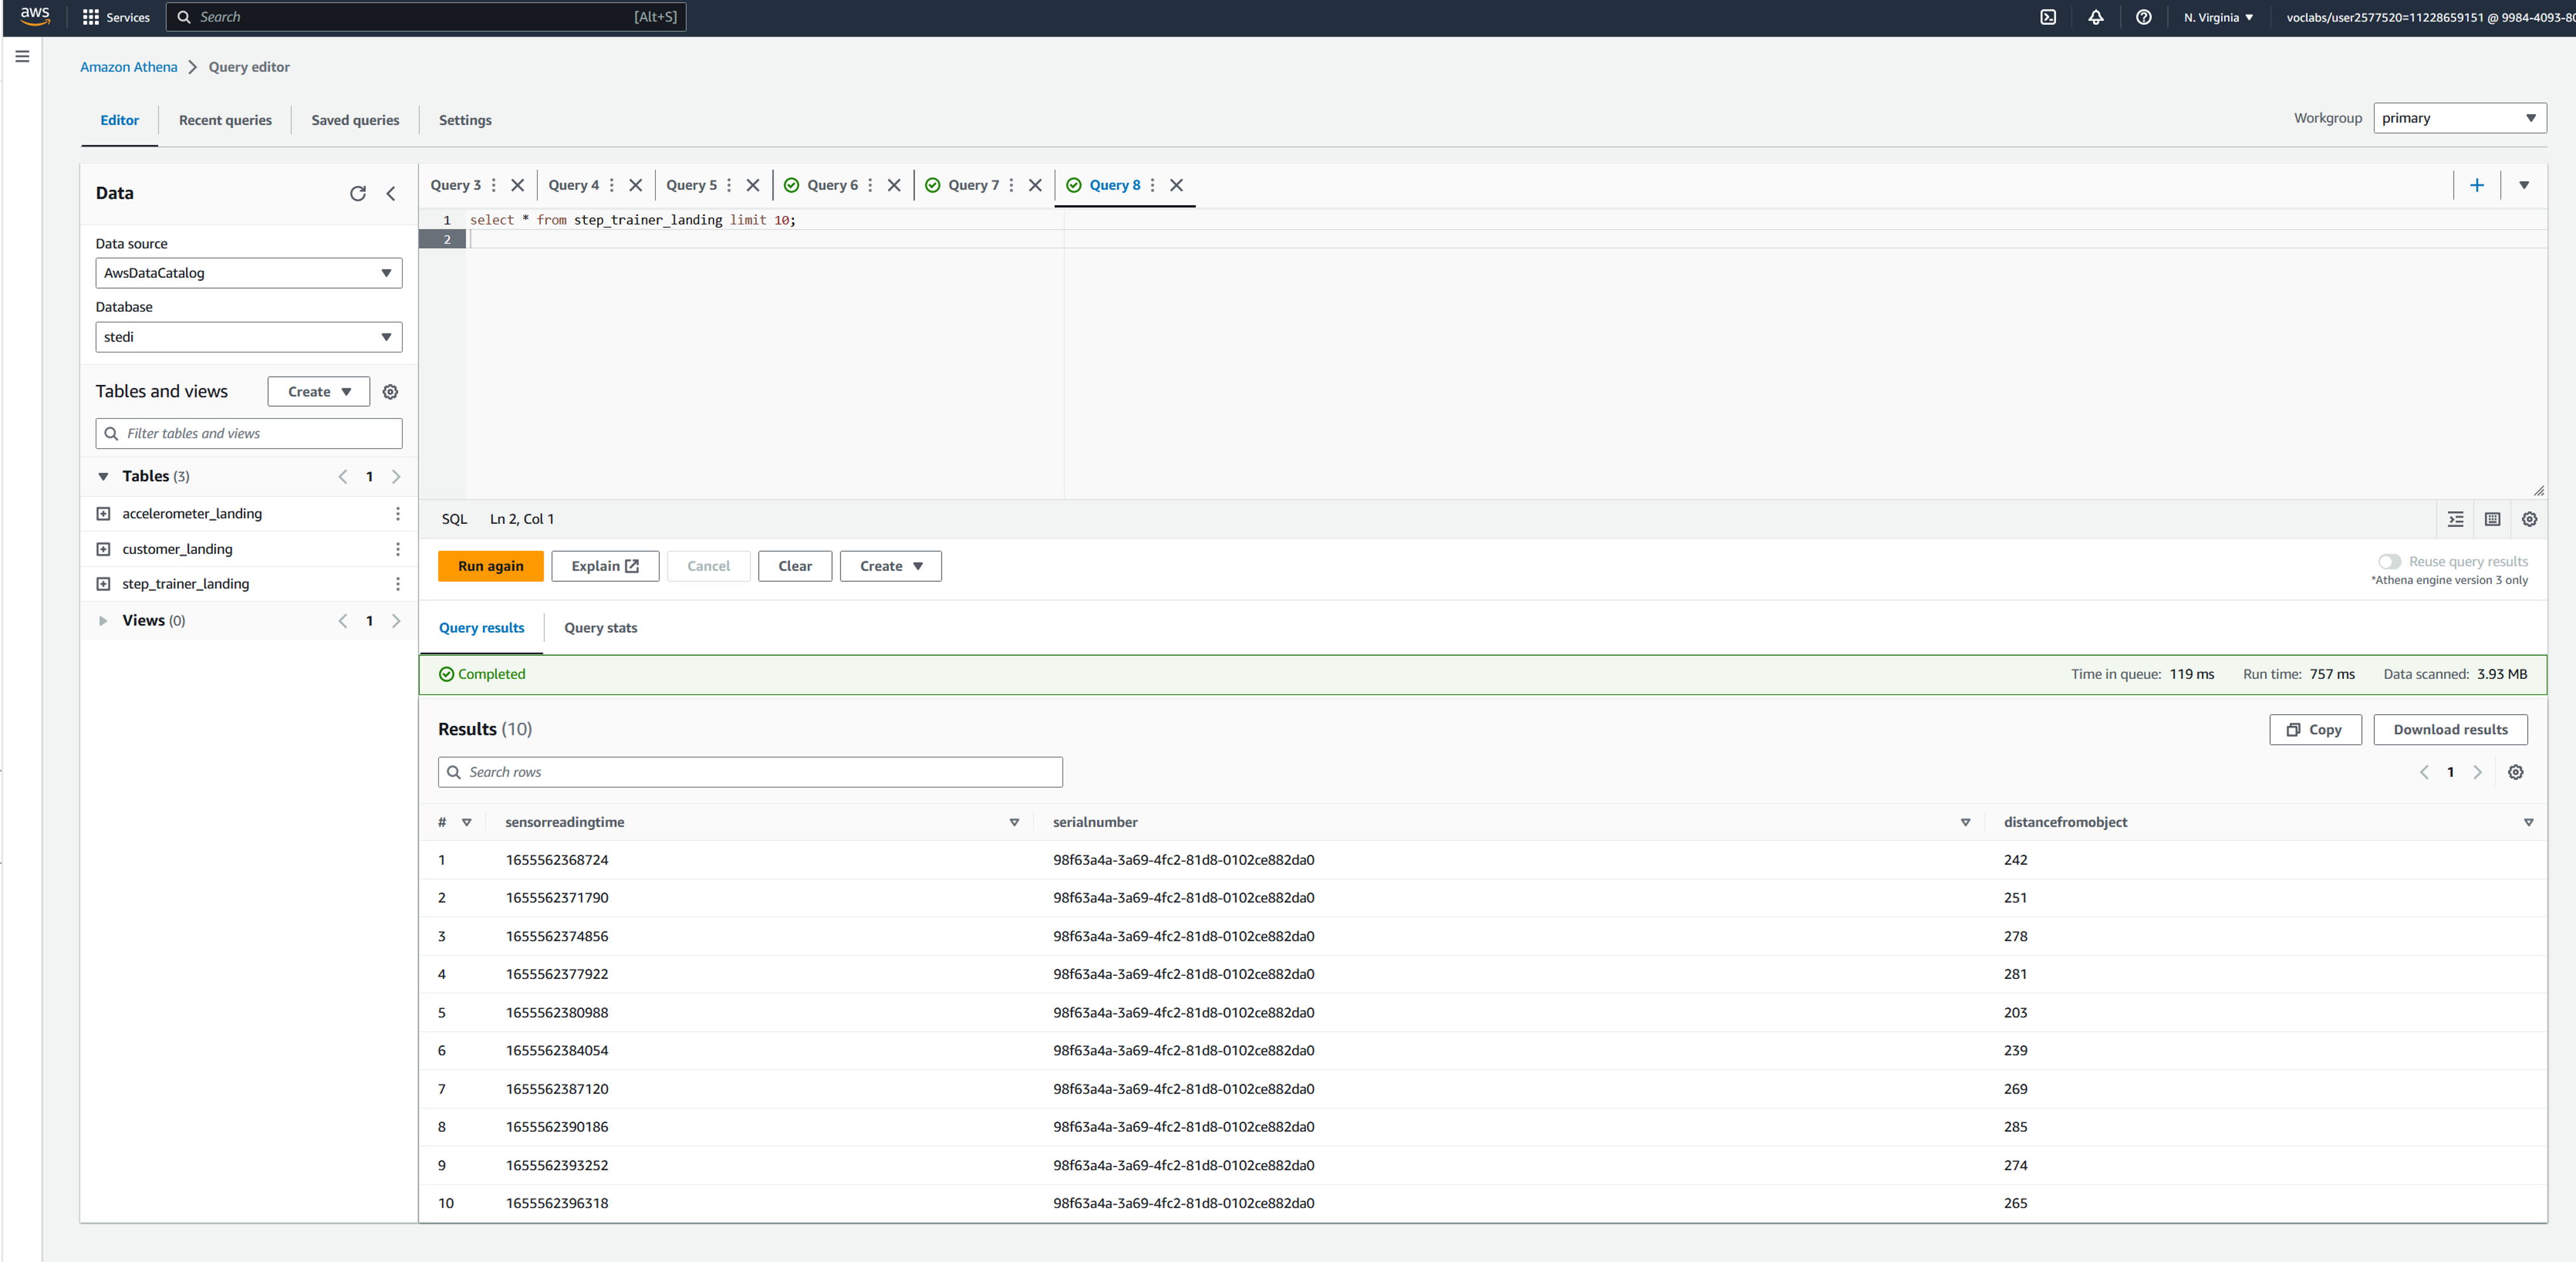 aws Services Search [Alt+S] N. Virginia voclabs/user2577520=11228659151 @ 9984-4093-80
Amazon Athena Query editor
Editor Recent queries Saved queries Settings Workgroup primary
Data
Data source
AwsDataCatalog
Database
stedi
Tables and views Create
Filter tables and views
Tables (3) 1
accelerometer_landing
customer_landing
step_trainer_landing
Views (0) 1
Query 3 Query 4 Query 5 Query 6 Query 7 Query 8
1 select * from step_trainer_landing limit 10;
2
SQL Ln 2, Col 1
Run again Explain Cancel Clear Create Reuse query results
*Athena engine version 3 only
Query results Query stats
Completed Time in queue: 119 ms Run time: 757 ms Data scanned: 3.93 MB
Results (10) Copy Download results
Search rows 1
# sensorreadingtime serialnumber distancefromobject
1 1655562368724 98f63a4a-3a69-4fc2-81d8-0102ce882da0 242
2 1655562371790 98f63a4a-3a69-4fc2-81d8-0102ce882da0 251
3 1655562374856 98f63a4a-3a69-4fc2-81d8-0102ce882da0 278
4 1655562377922 98f63a4a-3a69-4fc2-81d8-0102ce882da0 281
5 1655562380988 98f63a4a-3a69-4fc2-81d8-0102ce882da0 203
6 1655562384054 98f63a4a-3a69-4fc2-81d8-0102ce882da0 239
7 1655562387120 98f63a4a-3a69-4fc2-81d8-0102ce882da0 269
8 1655562390186 98f63a4a-3a69-4fc2-81d8-0102ce882da0 285
9 1655562393252 98f63a4a-3a69-4fc2-81d8-0102ce882da0 274
10 1655562396318 98f63a4a-3a69-4fc2-81d8-0102ce882da0 265